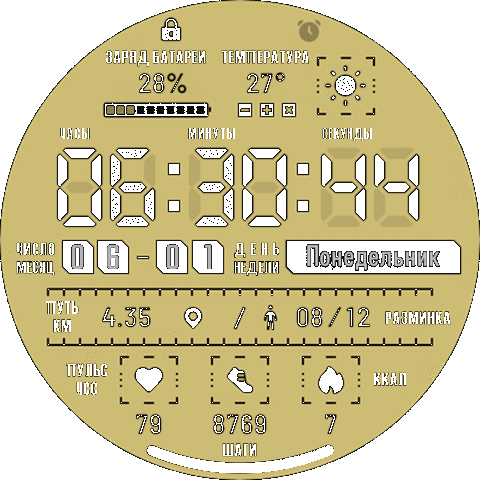 ЗАРЯД БАТАРЕИ ТЕМПЕРАТУРА
28% 27°
ЧАСЫ МИНУТЫ СЕКУНДЫ
06:30:44
ЧИСЛО МЕСЯЦ 06-01 ДЕНЬ НЕДЕЛИ Понедельник
ПУТЬ КМ 4.35 / 08/12 РАЗМИНКА
ПУЛЬС ЧСС ККАЛ
79 8769 7
ШАГИ